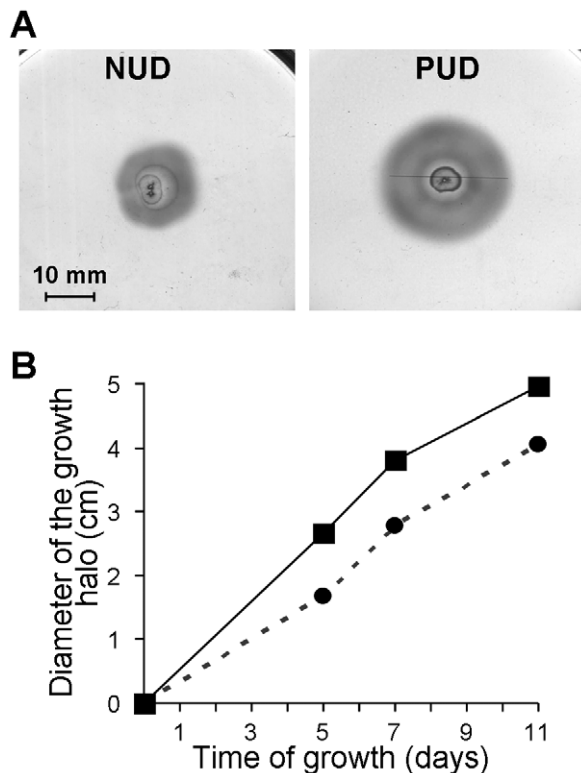 A
NUD PUD
10 mm
B
Diameter of the growth
halo (cm)
5
4
3
2
1
0
1 3 5 7 9 11
Time of growth (days)